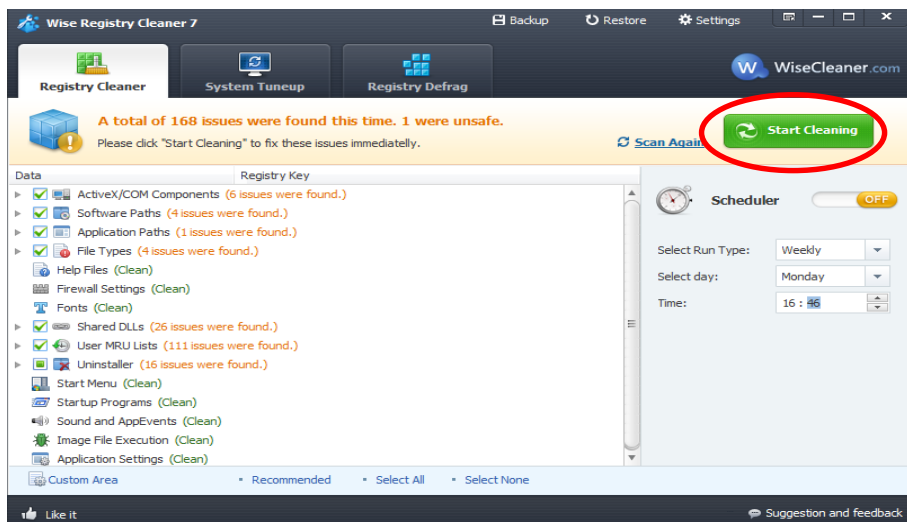 Wise Registry Cleaner 7
Backup
Restore
Settings
Registry Cleaner
System Tuneup
Registry Defrag
W
WiseCleaner.com
A total of 168 issues were found this time. 1 were unsafe.
Please click "Start Cleaning" to fix these issues immediatelly.
Scan Again
Start Cleaning
Data Registry Key
ActiveX/COM Components (6 issues were found.)
Software Paths (4 issues were found.)
Application Paths (1 issues were found.)
File Types (4 issues were found.)
Help Files (Clean)
Firewall Settings (Clean)
Fonts (Clean)
Shared DLLs (26 issues were found.)
User MRU Lists (111 issues were found.)
Uninstaller (16 issues were found.)
Start Menu (Clean)
Startup Programs (Clean)
Sound and AppEvents (Clean)
Image File Execution (Clean)
Application Settings (Clean)
Scheduler
OFF
Select Run Type: Weekly
Select day: Monday
Time: 16 : 46
Custom Area
Recommended
Select All
Select None
Like it
Suggestion and feedback